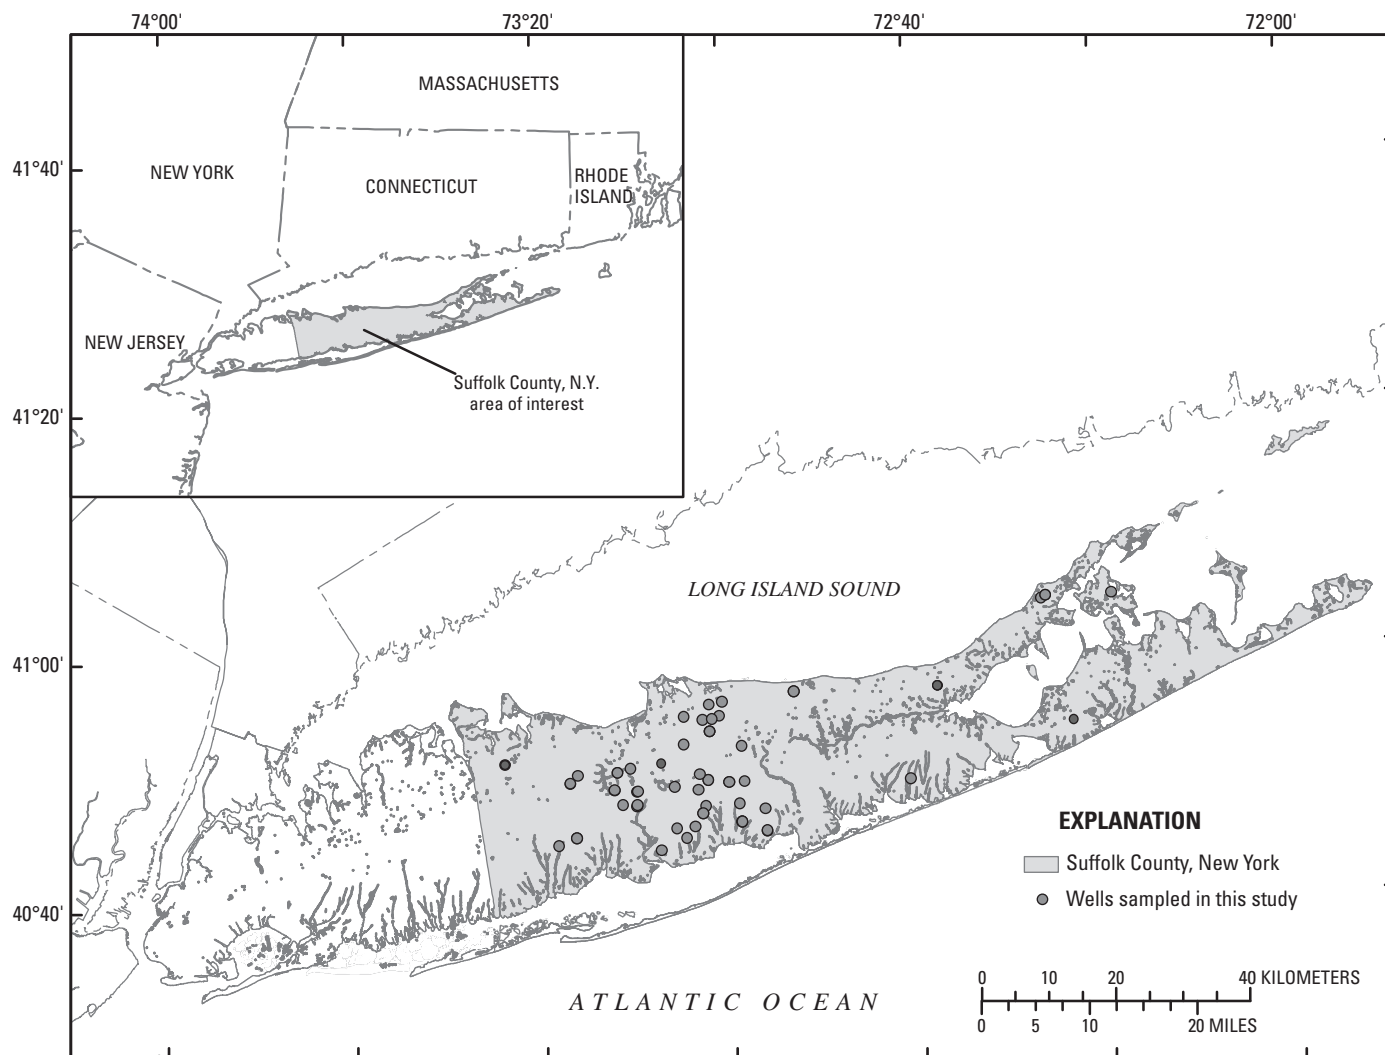 74°00'
73°20'
72°40'
72°00'
MASSACHUSETTS
41°40'
NEW YORK
CONNECTICUT
RHODE
ISLAND
NEW JERSEY
Suffolk County, N.Y.
area of interest
41°20'
LONG ISLAND SOUND
41°00'
EXPLANATION
Suffolk County, New York
Wells sampled in this study
40°40'
0 10 20 40 KILOMETERS
0 5 10 20 MILES
ATLANTIC OCEAN